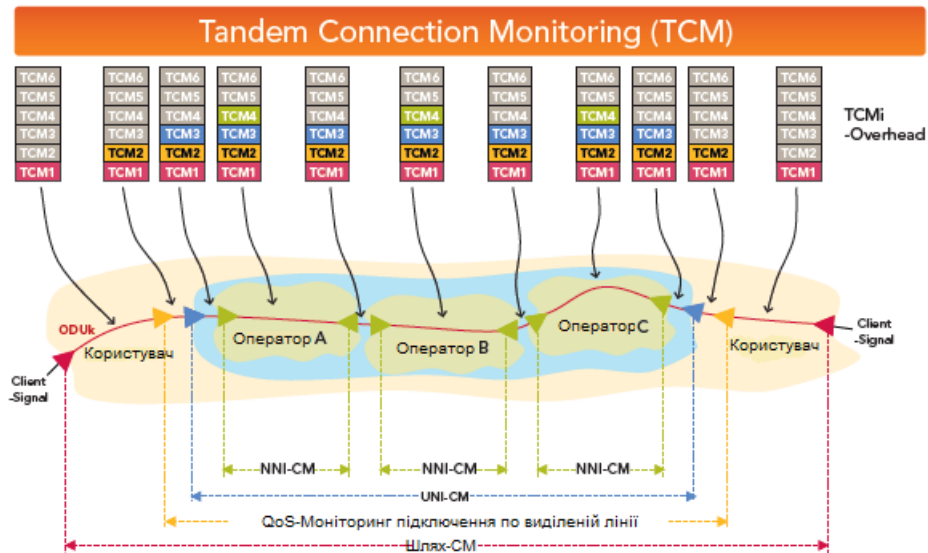 Tandem Connection Monitoring (TCM)
TCM6 TCM6 TCM6 TCM6 TCM6 TCM6 TCM6 TCM6 TCM6 TCM6 TCM6
TCM5 TCM5 TCM5 TCM5 TCM5 TCM5 TCM5 TCM5 TCM5 TCM5 TCM5
TCM4 TCM4 TCM4 TCM4 TCM4 TCM4 TCM4 TCM4 TCM4 TCM4 TCM4
TCM3 TCM3 TCM3 TCM3 TCM3 TCM3 TCM3 TCM3 TCM3 TCM3 TCM3
TCM2 TCM2 TCM2 TCM2 TCM2 TCM2 TCM2 TCM2 TCM2 TCM2 TCM2
TCM1 TCM1 TCM1 TCM1 TCM1 TCM1 TCM1 TCM1 TCM1 TCM1 TCM1
TCMi
-Overhead
ODUk
Користувач
Оператор A
Оператор B
Оператор C
Користувач
Client
-Signal
Client
-Signal
NNI-CM
NNI-CM
NNI-CM
UNI-CM
QoS-Моніторинг підключення по виділеній лінії
Шлях-СМ